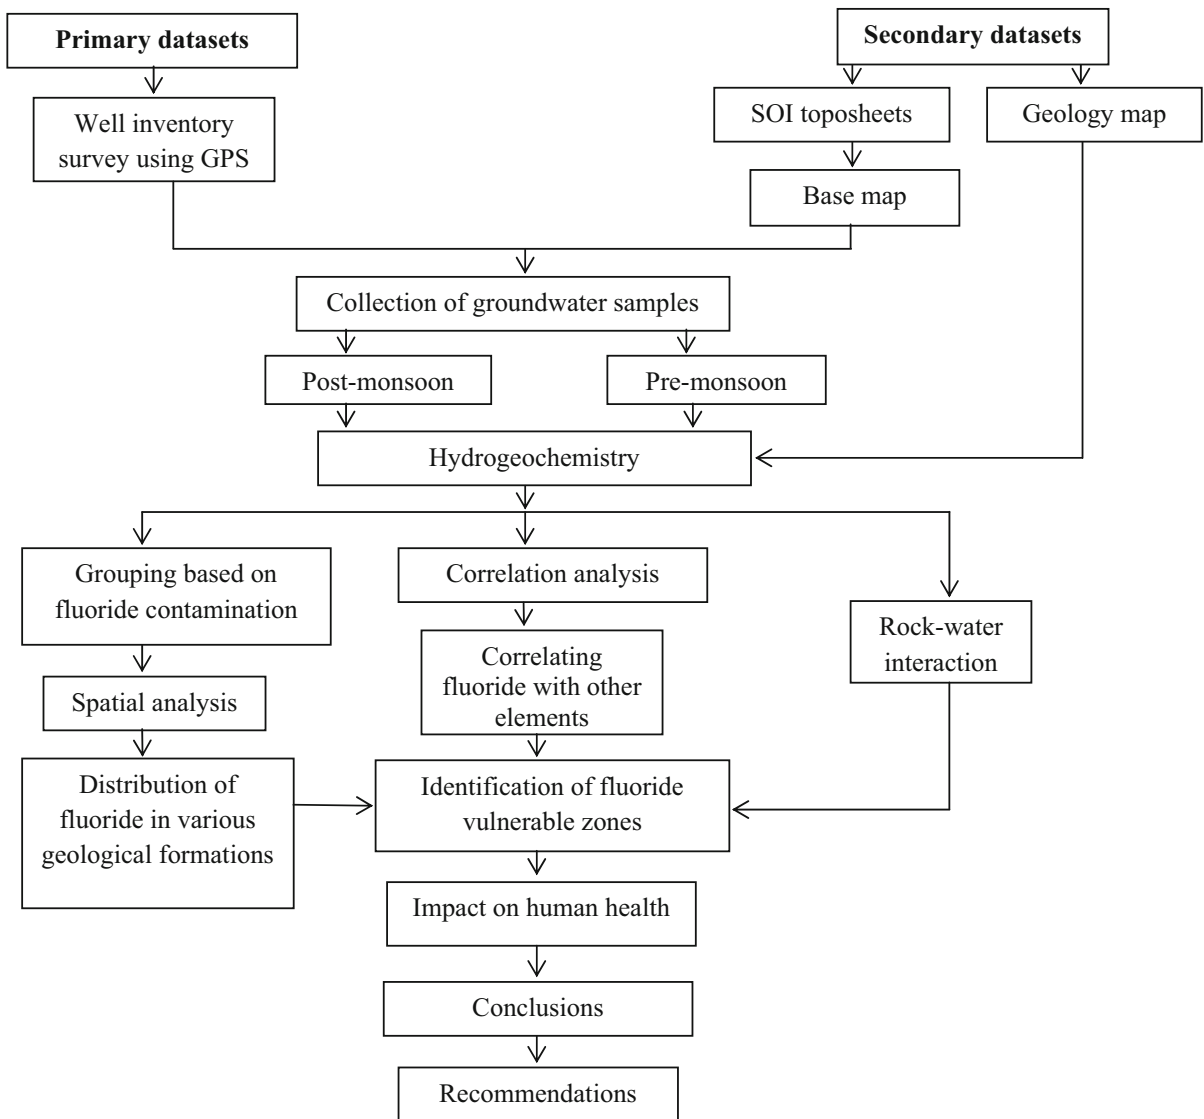 Primary datasets
Secondary datasets
Well inventory
survey using GPS
SOI toposheets
Geology map
Base map
Collection of groundwater samples
Post-monsoon
Pre-monsoon
Hydrogeochemistry
Grouping based on
fluoride contamination
Correlation analysis
Rock-water
interaction
Correlating
fluoride with other
elements
Spatial analysis
Distribution of
fluoride in various
geological formations
Identification of fluoride
vulnerable zones
Impact on human health
Conclusions
Recommendations